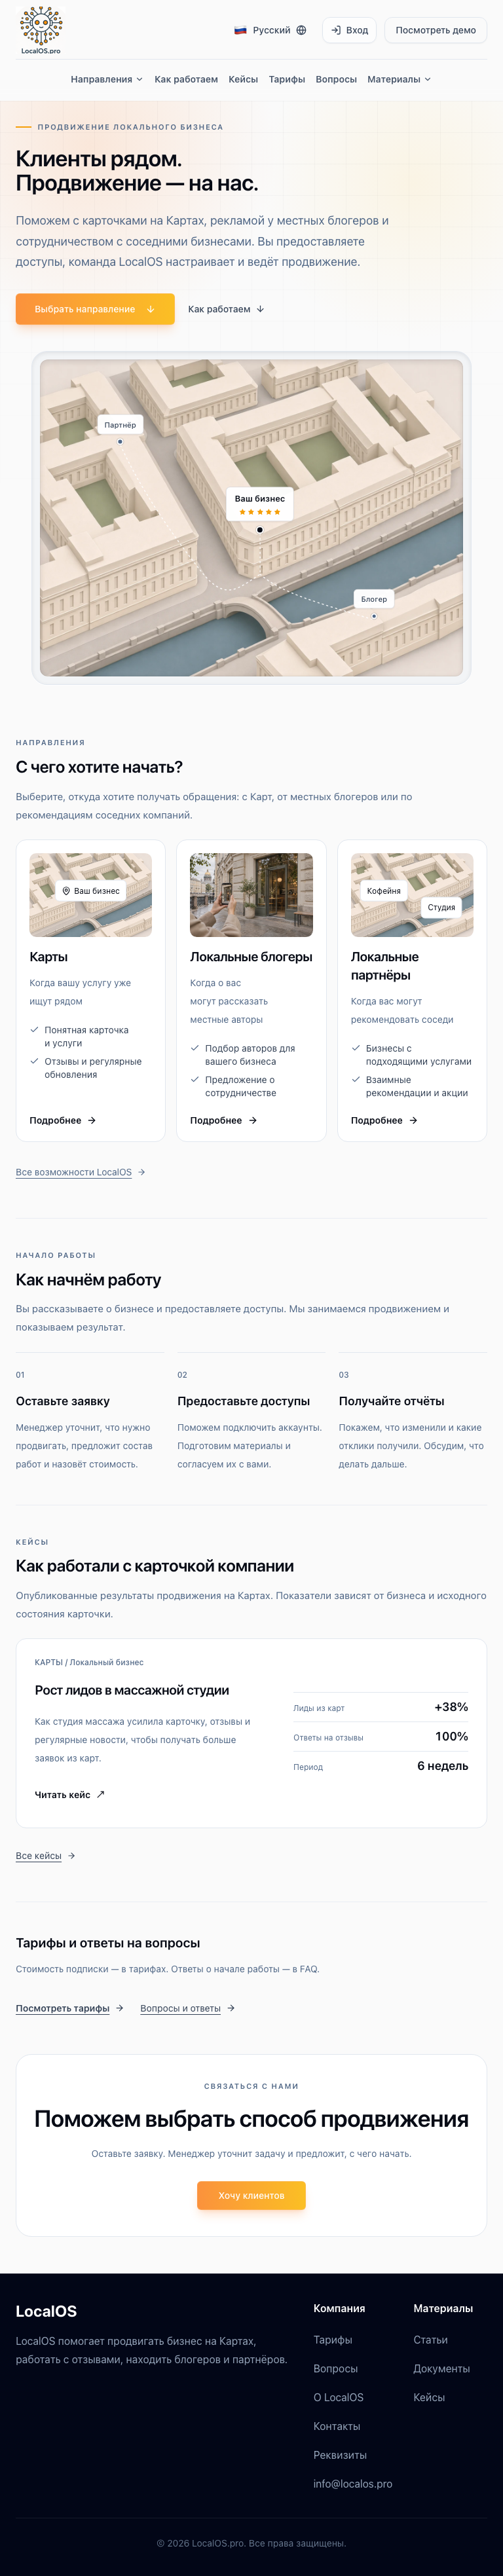 LocalOS.pro
Русский
Вход
Посмотреть демо
Направления
Как работаем
Кейсы
Тарифы
Вопросы
Материалы
ПРОДВИЖЕНИЕ ЛОКАЛЬНОГО БИЗНЕСА
Клиенты рядом.
Продвижение — на нас.
Поможем с карточками на Картах, рекламой у местных блогеров и
сотрудничеством с соседними бизнесами. Вы предоставляете
доступы, команда LocalOS настраивает и ведёт продвижение.
Выбрать направление
Как работаем
Партнёр
Ваш бизнес
Блогер
НАПРАВЛЕНИЯ
С чего хотите начать?
Выберите, откуда хотите получать обращения: с Карт, от местных блогеров или по
рекомендациям соседних компаний.
Ваш бизнес
Карты
Когда вашу услугу уже
ищут рядом
Понятная карточка
и услуги
Отзывы и регулярные
обновления
Подробнее
Локальные блогеры
Когда о вас
могут рассказать
местные авторы
Подбор авторов для
вашего бизнеса
Предложение о
сотрудничестве
Подробнее
Кофейня
Студия
Локальные
партнёры
Когда вас могут
рекомендовать соседи
Бизнесы с
подходящими услугами
Взаимные
рекомендации и акции
Подробнее
Все возможности LocalOS
НАЧАЛО РАБОТЫ
Как начнём работу
Вы рассказываете о бизнесе и предоставляете доступы. Мы занимаемся продвижением и
показываем результат.
01
Оставьте заявку
Менеджер уточнит, что нужно
продвигать, предложит состав
работ и назовёт стоимость.
02
Предоставьте доступы
Поможем подключить аккаунты.
Подготовим материалы и
согласуем их с вами.
03
Получайте отчёты
Покажем, что изменили и какие
отклики получили. Обсудим, что
делать дальше.
КЕЙСЫ
Как работали с карточкой компании
Опубликованные результаты продвижения на Картах. Показатели зависят от бизнеса и исходного
состояния карточки.
КАРТЫ / Локальный бизнес
Рост лидов в массажной студии
Как студия массажа усилила карточку, отзывы и
регулярные новости, чтобы получать больше
заявок из карт.
Читать кейс
Лиды из карт
+38%
Ответы на отзывы
100%
Период
6 недель
Все кейсы
Тарифы и ответы на вопросы
Стоимость подписки — в тарифах. Ответы о начале работы — в FAQ.
Посмотреть тарифы
Вопросы и ответы
СВЯЗАТЬСЯ С НАМИ
Поможем выбрать способ продвижения
Оставьте заявку. Менеджер уточнит задачу и предложит, с чего начать.
Хочу клиентов
LocalOS
LocalOS помогает продвигать бизнес на Картах,
работать с отзывами, находить блогеров и партнёров.
Компания
Тарифы
Вопросы
О LocalOS
Контакты
Реквизиты
info@localos.pro
Материалы
Статьи
Документы
Кейсы
© 2026 LocalOS.pro. Все права защищены.